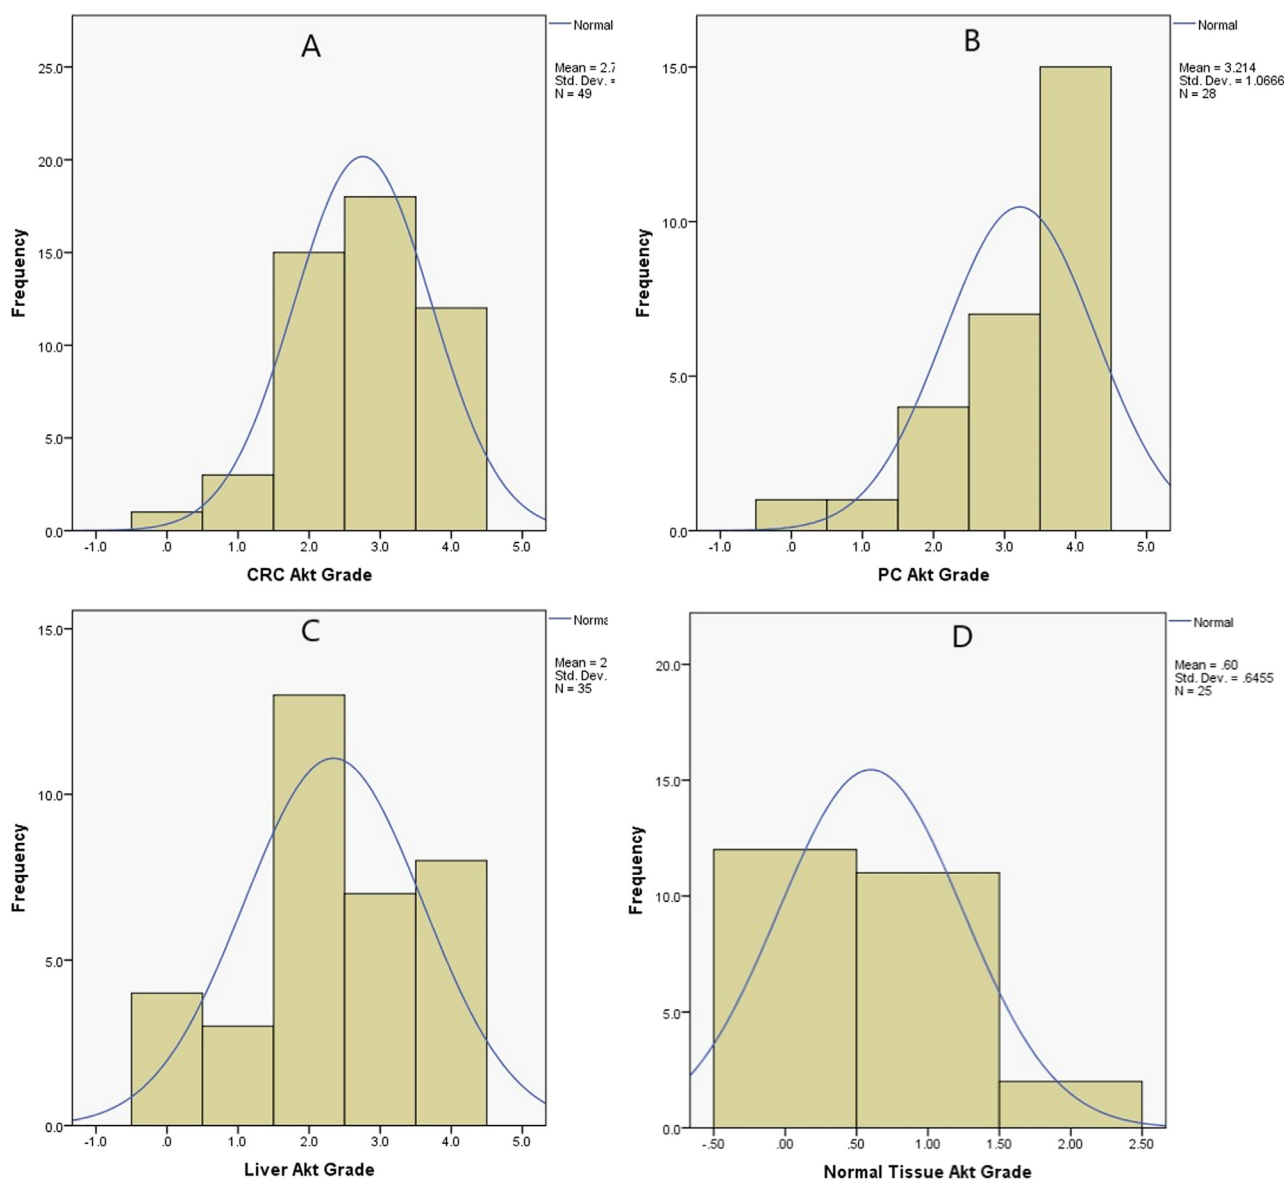 A
Normal
Mean = 2.7
Std. Dev. =
N = 49
25.0
20.0
15.0
10.0
5.0
0.0
Frequency
-1.0 .0 1.0 2.0 3.0 4.0 5.0
CRC Akt Grade
B
Normal
Mean = 3.214
Std. Dev. = 1.0666
N = 28
15.0
10.0
5.0
0.0
Frequency
-1.0 .0 1.0 2.0 3.0 4.0 5.0
PC Akt Grade
C
Norma
Mean = 2
Std. Dev.
N = 35
15.0
10.0
5.0
0.0
Frequency
-1.0 .0 1.0 2.0 3.0 4.0 5.0
Liver Akt Grade
D
Normal
Mean = .60
Std. Dev. = .6455
N = 25
20.0
15.0
10.0
5.0
0.0
Frequency
-.50 .00 .50 1.00 1.50 2.00 2.50
Normal Tissue Akt Grade